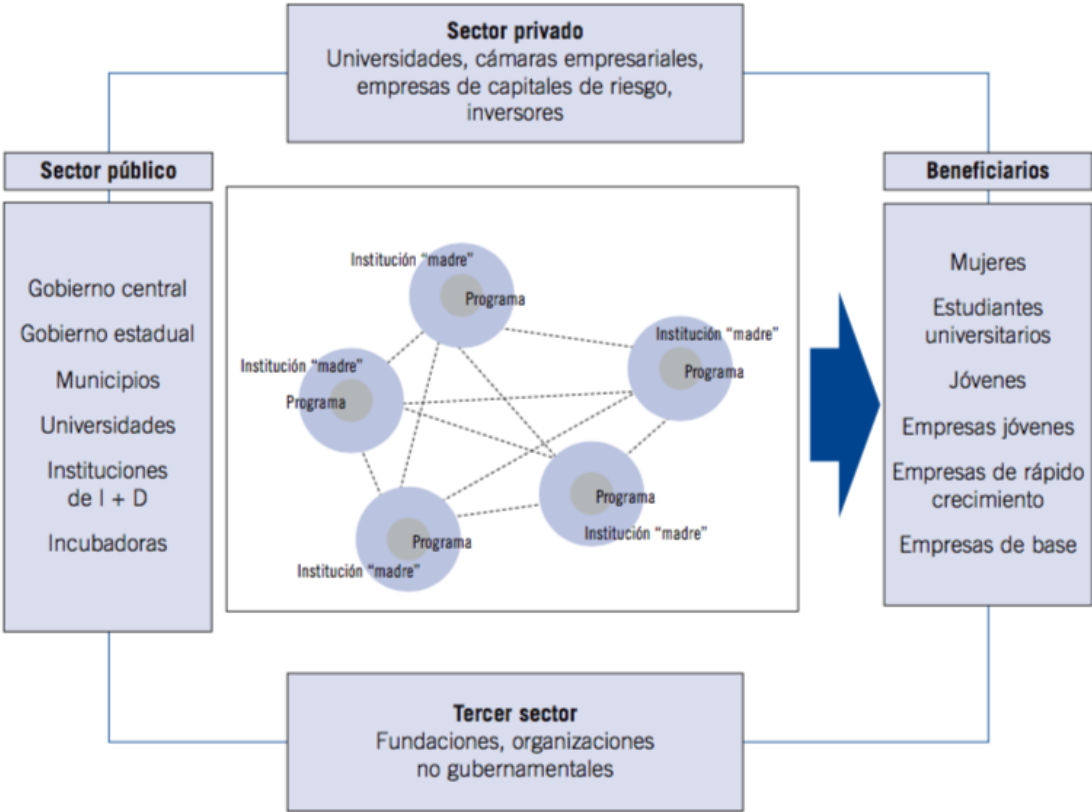 Sector privado
Universidades, cámaras empresariales,
empresas de capitales de riesgo,
inversores
Sector público
Gobierno central
Gobierno estadual
Municipios
Universidades
Instituciones
de I + D
Incubadoras
Institución “madre”
Programa
Institución “madre”
Programa
Institución “madre”
Programa
Programa
Institución “madre”
Programa
Institución “madre”
Beneficiarios
Mujeres
Estudiantes
universitarios
Jóvenes
Empresas jóvenes
Empresas de rápido
crecimiento
Empresas de base
Tercer sector
Fundaciones, organizaciones
no gubernamentales